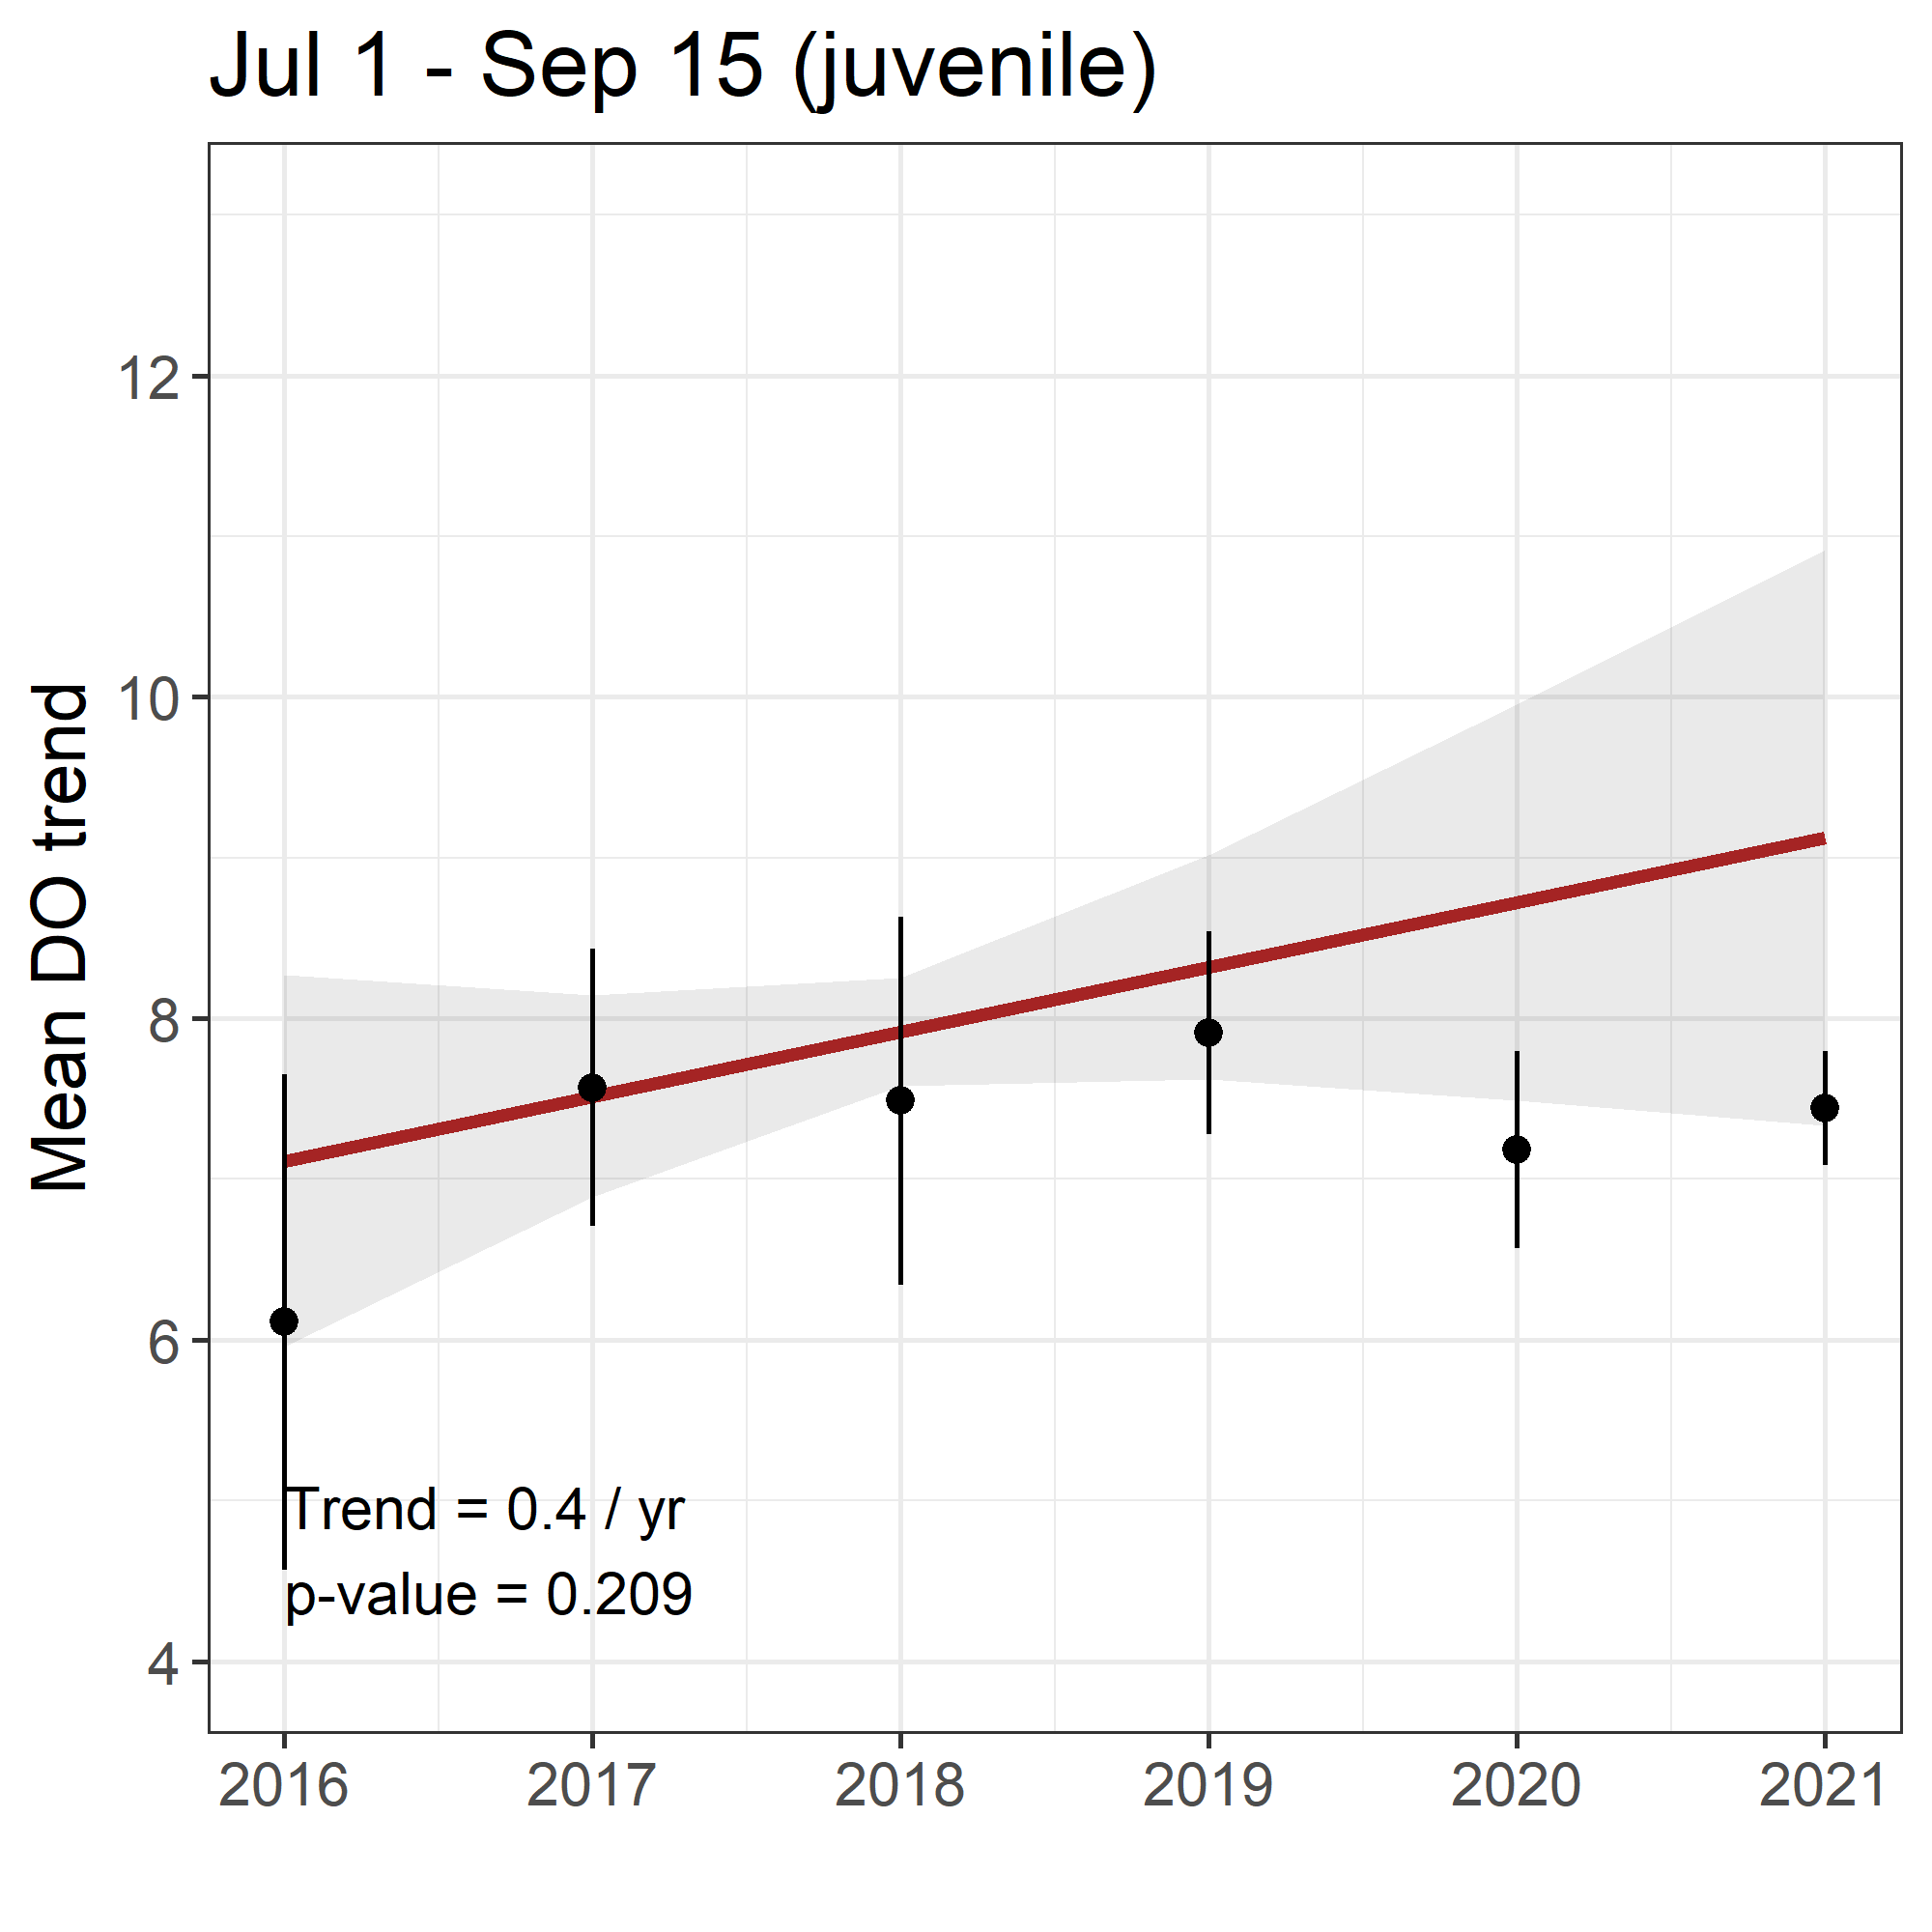 Jul 1 - Sep 15 (juvenile)
Mean DO trend
12
10
8
6
4
Trend = 0.4 / yr
p-value = 0.209
2016 2017 2018 2019 2020 2021